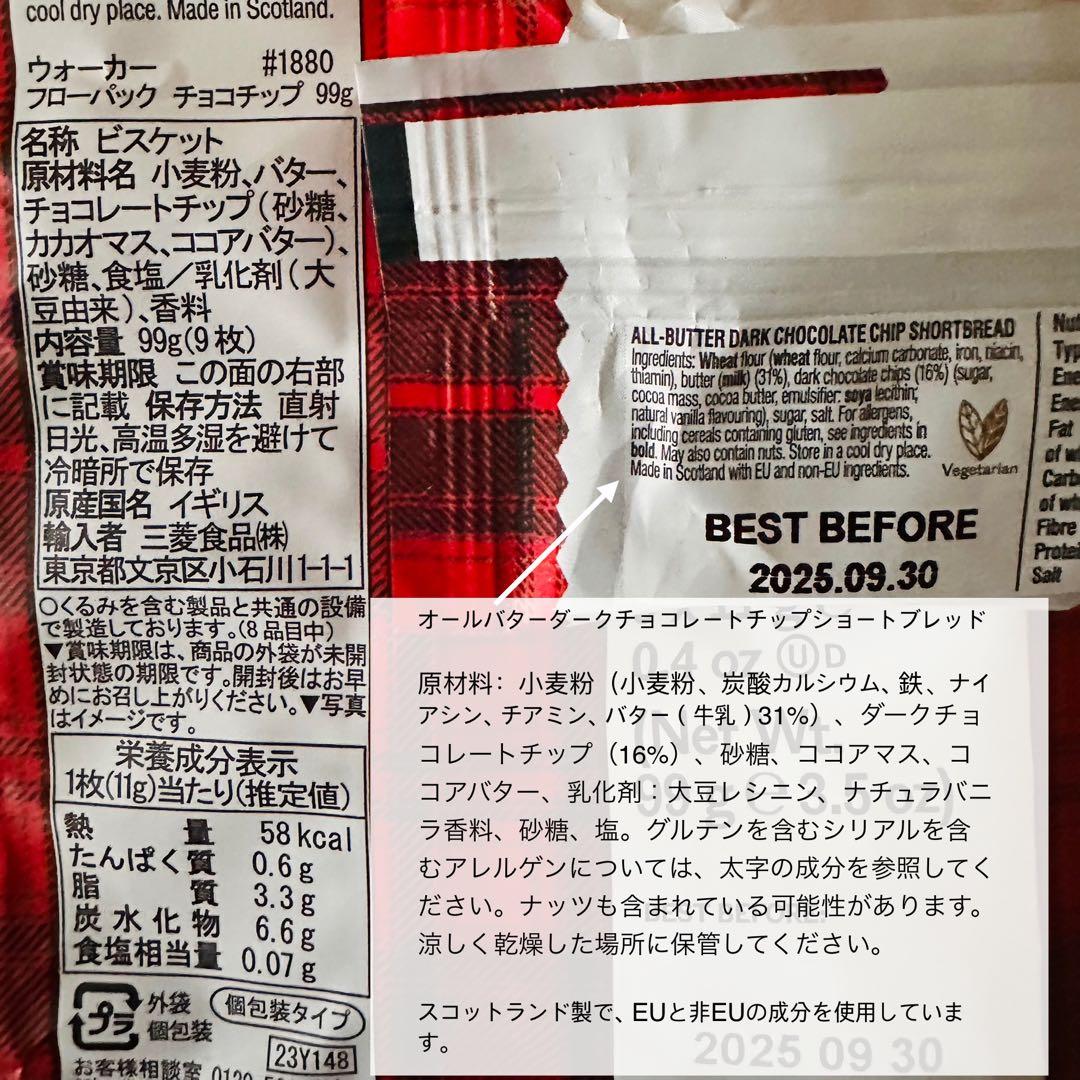 cool dry place. Made in Scotland.
ウォーカー #1880
フローパック チョコチップ 99g
名称 ビスケット
原材料名 小麦粉、バター、
チョコレートチップ(砂糖、
カカオマス、ココアバター)、
砂糖、食塩/乳化剤(大
豆由来)、香料
内容量 99g(9枚)
賞味期限 この面の右部
に記載 保存方法 直射
日光、高温多湿を避けて
冷暗所で保存
原産国名 イギリス
輸入者 三菱食品㈱
東京都文京区小石川1-1-1
○くるみを含む製品と共通の設備
で製造しております。(8品目中)
▼賞味期限は、商品の外袋が未開
封状態の期限です。開封後はお早
めにお召し上がりください。▼写真
はイメージです。
栄養成分表示
1枚(11g)当たり(推定値)
熱量 58kcal
たんぱく質 0.6g
脂質 3.3g
炭水化物 6.6g
食塩相当量 0.07g
プラ
外袋
個包装
個包装タイプ
23Y148
お客様相談室 0120
ALL-BUTTER DARK CHOCOLATE CHIP SHORTBREAD
Ingredients: Wheat flour (wheat flour, calcium carbonate, iron, niacin,
thiamin), butter (milk) (31%), dark chocolate chips (16%) (sugar,
cocoa mass, cocoa butter, emulsifier: soya lecithin;
natural vanilla flavouring), sugar, salt. For allergens,
including cereals containing gluten, see ingredients in
bold. May also contain nuts. Store in a cool dry place.
Made in Scotland with EU and non-EU ingredients.
Vegetarian
BEST BEFORE
2025.09.30
Fat
of
Fibre
Salt
オールバターダークチョコレートチップショートブレッド
原材料：小麦粉（小麦粉、炭酸カルシウム、鉄、ナイ
アシン、チアミン、バター ( 牛乳 ) 31%）、ダークチョ
コレートチップ（16%）、砂糖、ココアマス、コ
コアバター、乳化剤：大豆レシニン、ナチュラバニ
ラ香料、砂糖、塩。グルテンを含むシリアルを含
むアレルゲンについては、太字の成分を参照してく
ださい。ナッツも含まれている可能性があります。
涼しく乾燥した場所に保管してください。
スコットランド製で、EUと非EUの成分を使用していま
す。
0.4 oz ⓊD
(Net Wt.
99 g ℮ 3.5 oz)
BEST BEFORE:
2025 09 30